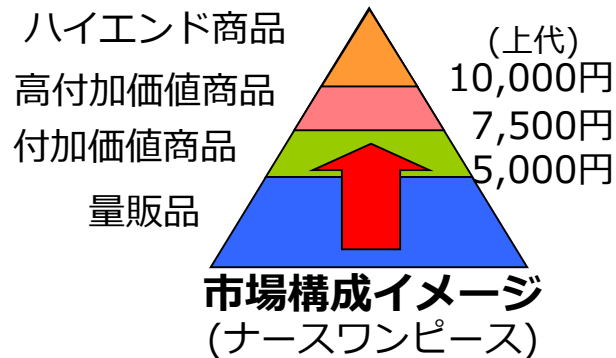 ハイエンド商品
(上代)
10,000円
高付加価値商品
7,500円
付加価値商品
5,000円
量販品
市場構成イメージ
(ナースワンピース)